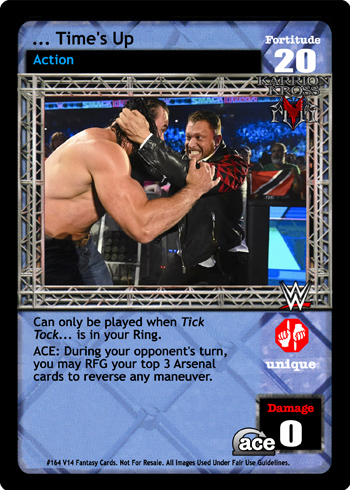 ... Time's Up
Fortitude
20
Action
KARRION
KROSS
Can only be played when Tick
Tock... is in your Ring.
ACE: During your opponent's turn,
you may RFG your top 3 Arsenal
cards to reverse any maneuver.
unique
Damage
ace 0
#164 V14 Fantasy Cards. Not For Resale. All Images Used Under Fair Use Guidelines.